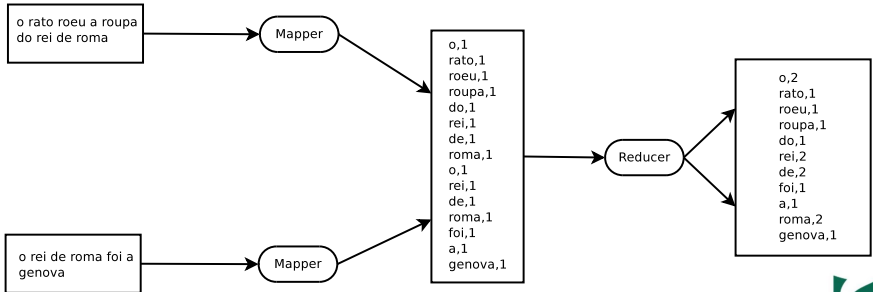 o rato roeu a roupa
do rei de roma
Mapper
o rei de roma foi a
genova
Mapper
o,1
rato,1
roeu,1
roupa,1
do,1
rei,1
de,1
roma,1
o,1
rei,1
de,1
roma,1
foi,1
a,1
genova,1
Reducer
o,2
rato,1
roeu,1
roupa,1
do,1
rei,2
de,2
foi,1
a,1
roma,2
genova,1